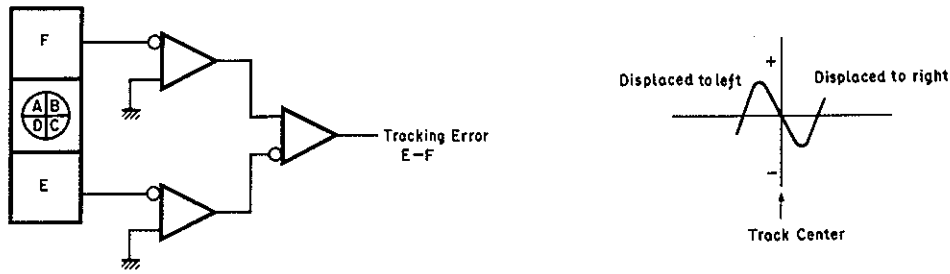 F
A B
D C
E
Tracking Error
E-F
+
Displaced to left
Displaced to right
-
Track Center